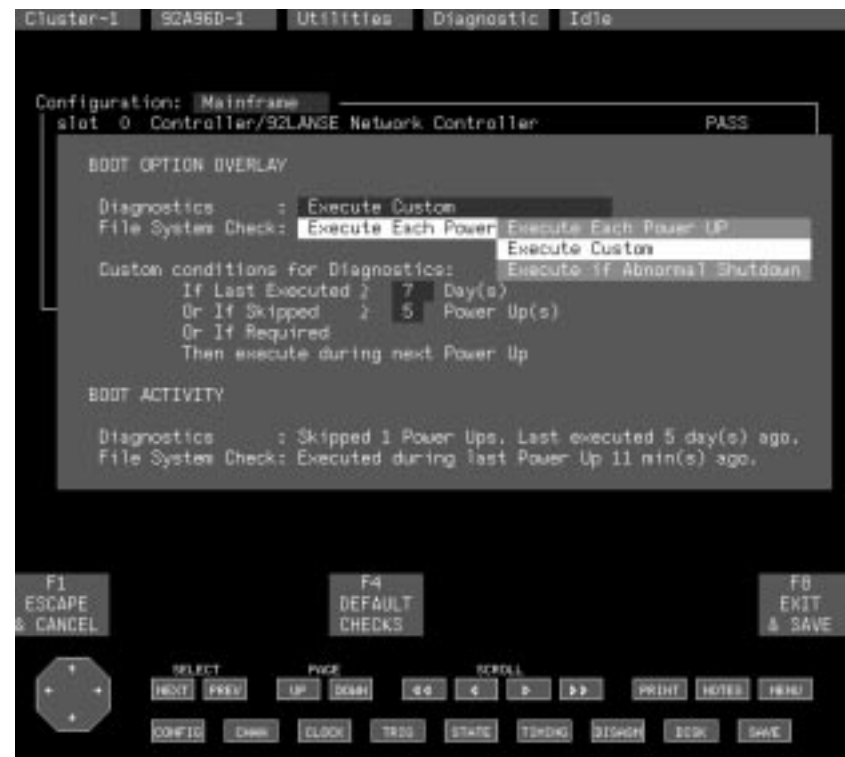 Cluster-1 92A96D-1 Utilities Diagnostic Idle
Configuration: Mainframe
slot 0 Controller/92LANSE Network Controller PASS
BOOT OPTION OVERLAY
Diagnostics : Execute Custom
File System Check: Execute Each Power Execute Each Power UP
Execute Custom
Custom conditions for Diagnostics: Execute if Abnormal Shutdown
If Last Executed ≥ 7 Day(s)
Or If Skipped ≥ 5 Power Up(s)
Or If Required
Then execute during next Power Up
BOOT ACTIVITY
Diagnostics : Skipped 1 Power Ups. Last executed 5 day(s) ago.
File System Check: Executed during last Power Up 11 min(s) ago.
F1 F4 F8
ESCAPE DEFAULT EXIT
& CANCEL CHECKS & SAVE
SELECT PAGE SCROLL
NEXT PREV UP DOWN PRINT NOTES MENU
CONFIG CHAN CLOCK TRIG STATE TIMING DISASM DISK SAVE